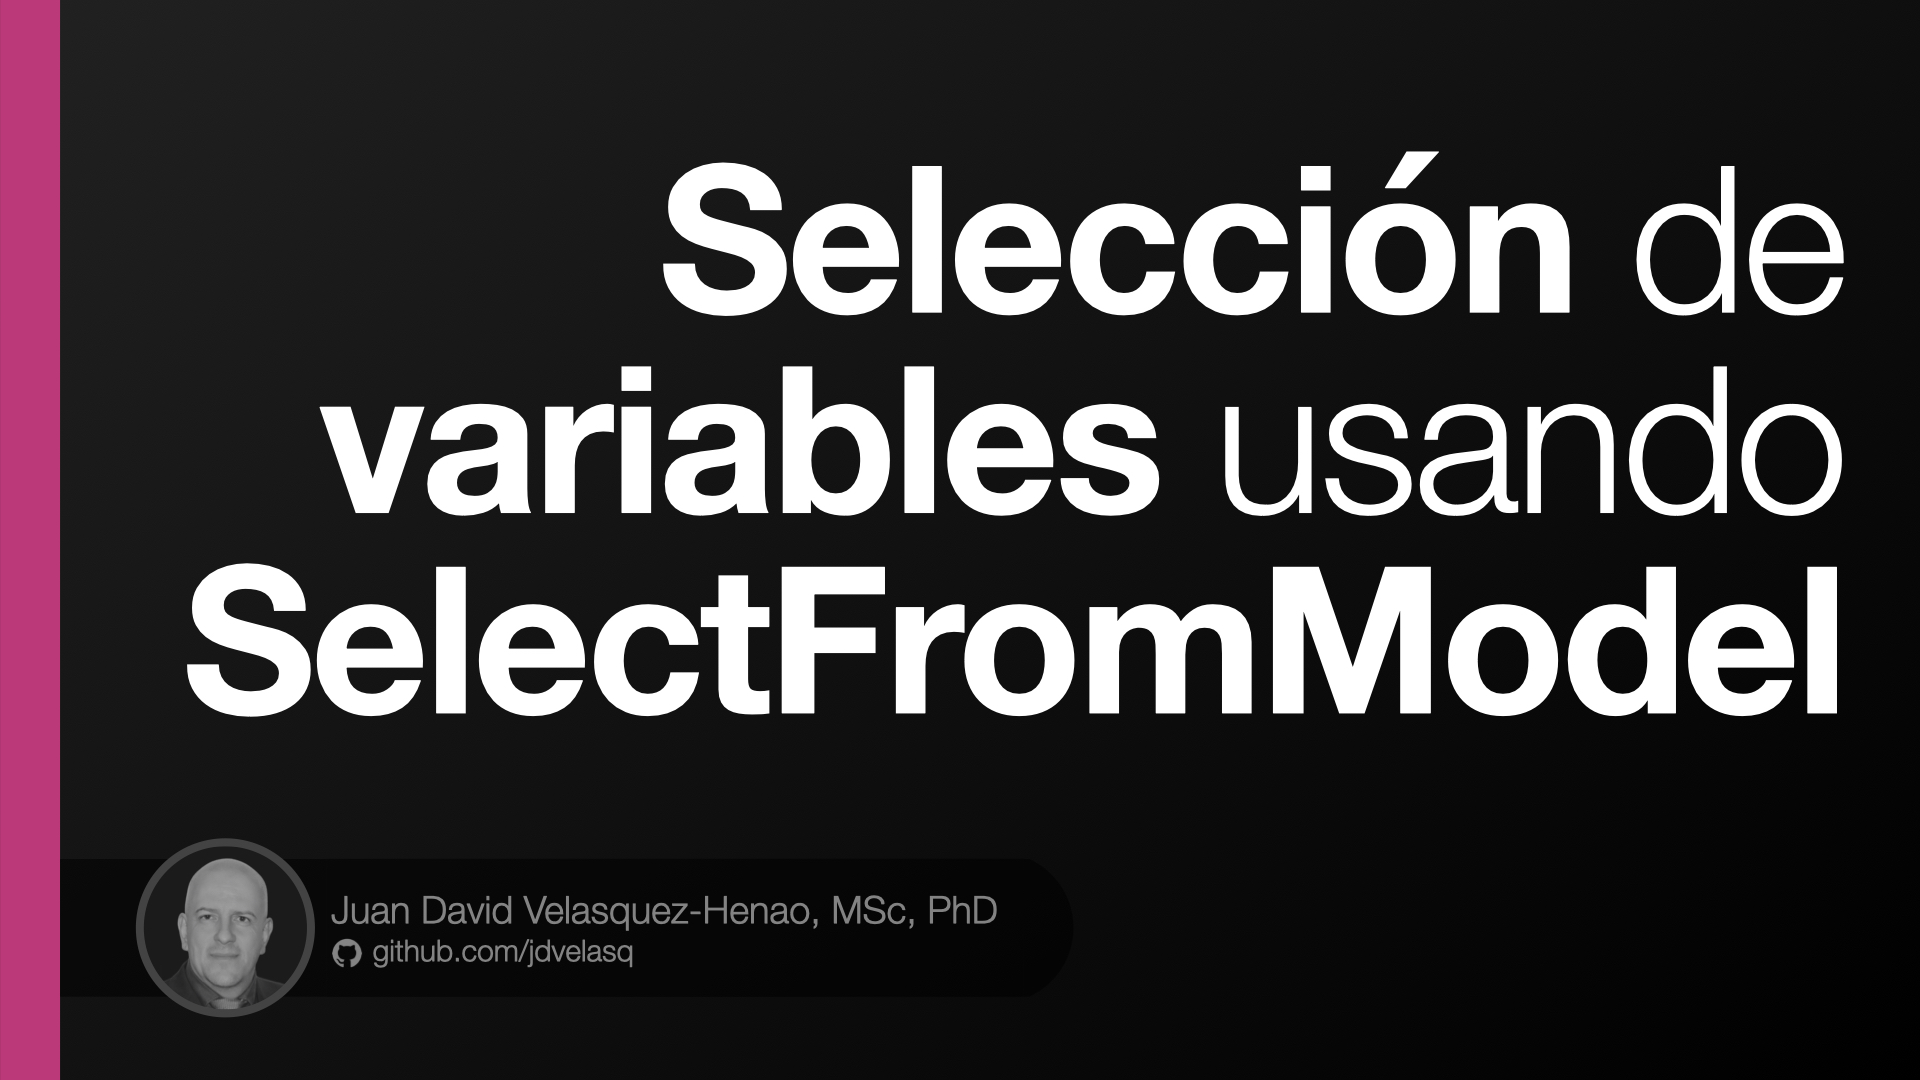 Selección de
variables usando
SelectFromModel
Juan David Velasquez-Henao, MSc, PhD
github.com/jdvelasq